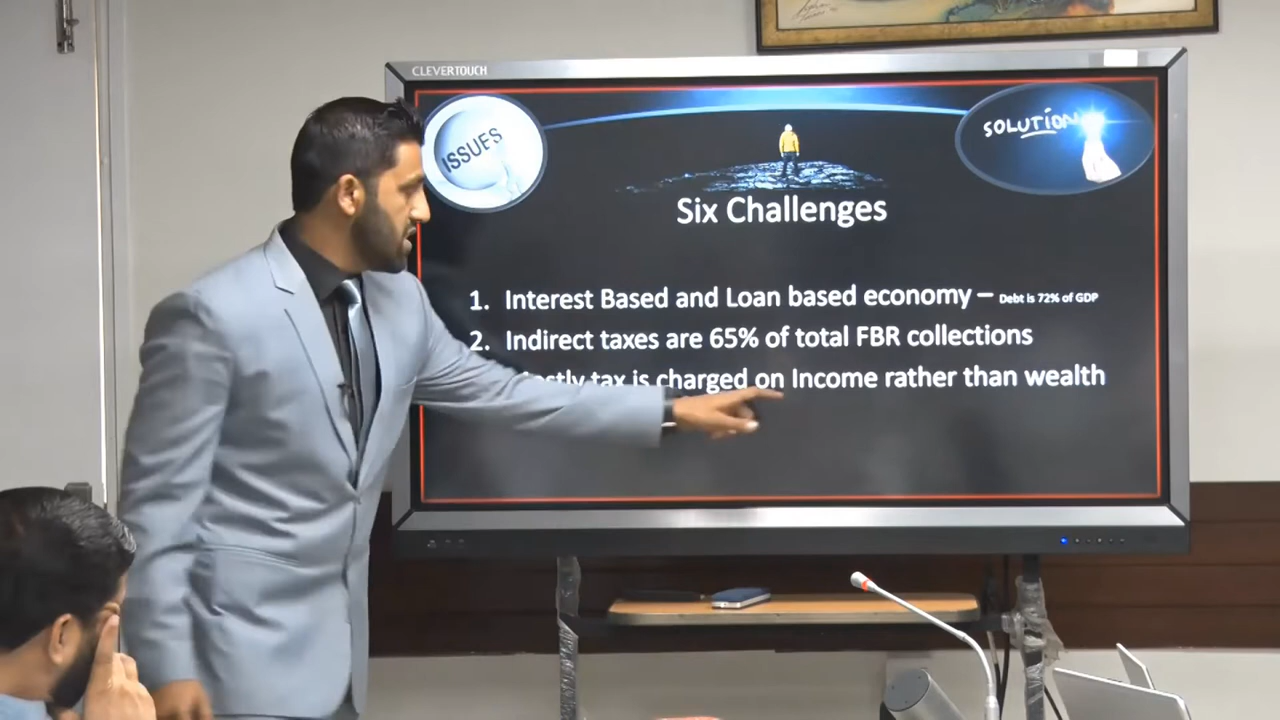 CLEVERTOUCH
ISSUES
SOLUTION
Six Challenges
1. Interest Based and Loan based economy – Debt is 72% of GDP
2. Indirect taxes are 65% of total FBR collections
tax is charged on Income rather than wealth